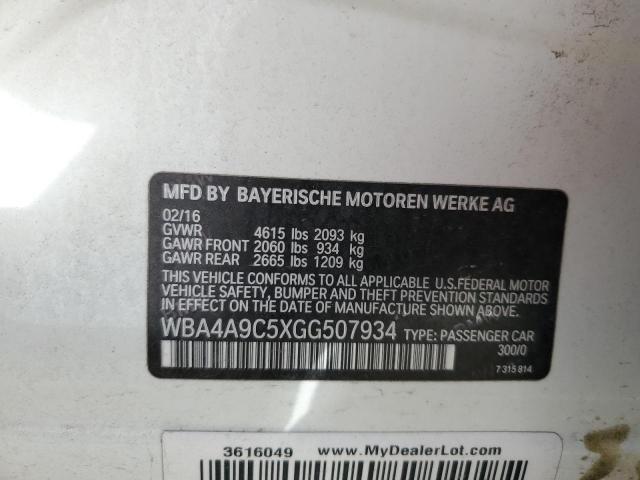 MFD BY BAYERISCHE MOTOREN WERKE AG
02/16
GVWR 4615 lbs 2093 kg
GAWR FRONT 2060 lbs 934 kg
GAWR REAR 2665 lbs 1209 kg
THIS VEHICLE CONFORMS TO ALL APPLICABLE U.S.FEDERAL MOTOR
VEHICLE SAFETY, BUMPER AND THEFT PREVENTION STANDARDS
IN EFFECT ON THE DATE OF MANUFACTURE SHOWN ABOVE.
WBA4A9C5XGG507934 TYPE: PASSENGER CAR
300/0
7 315 814
3616049 www.MyDealerLot.com